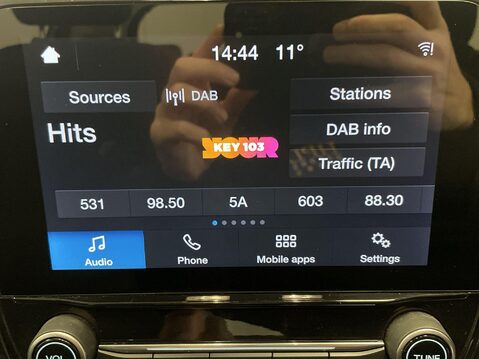 14:44 11°
Sources
DAB
Stations
Hits
KEY 103
YOUR
DAB info
Traffic (TA)
531 98.50 5A 603 88.30
Audio Phone Mobile apps Settings
VOL TUNE